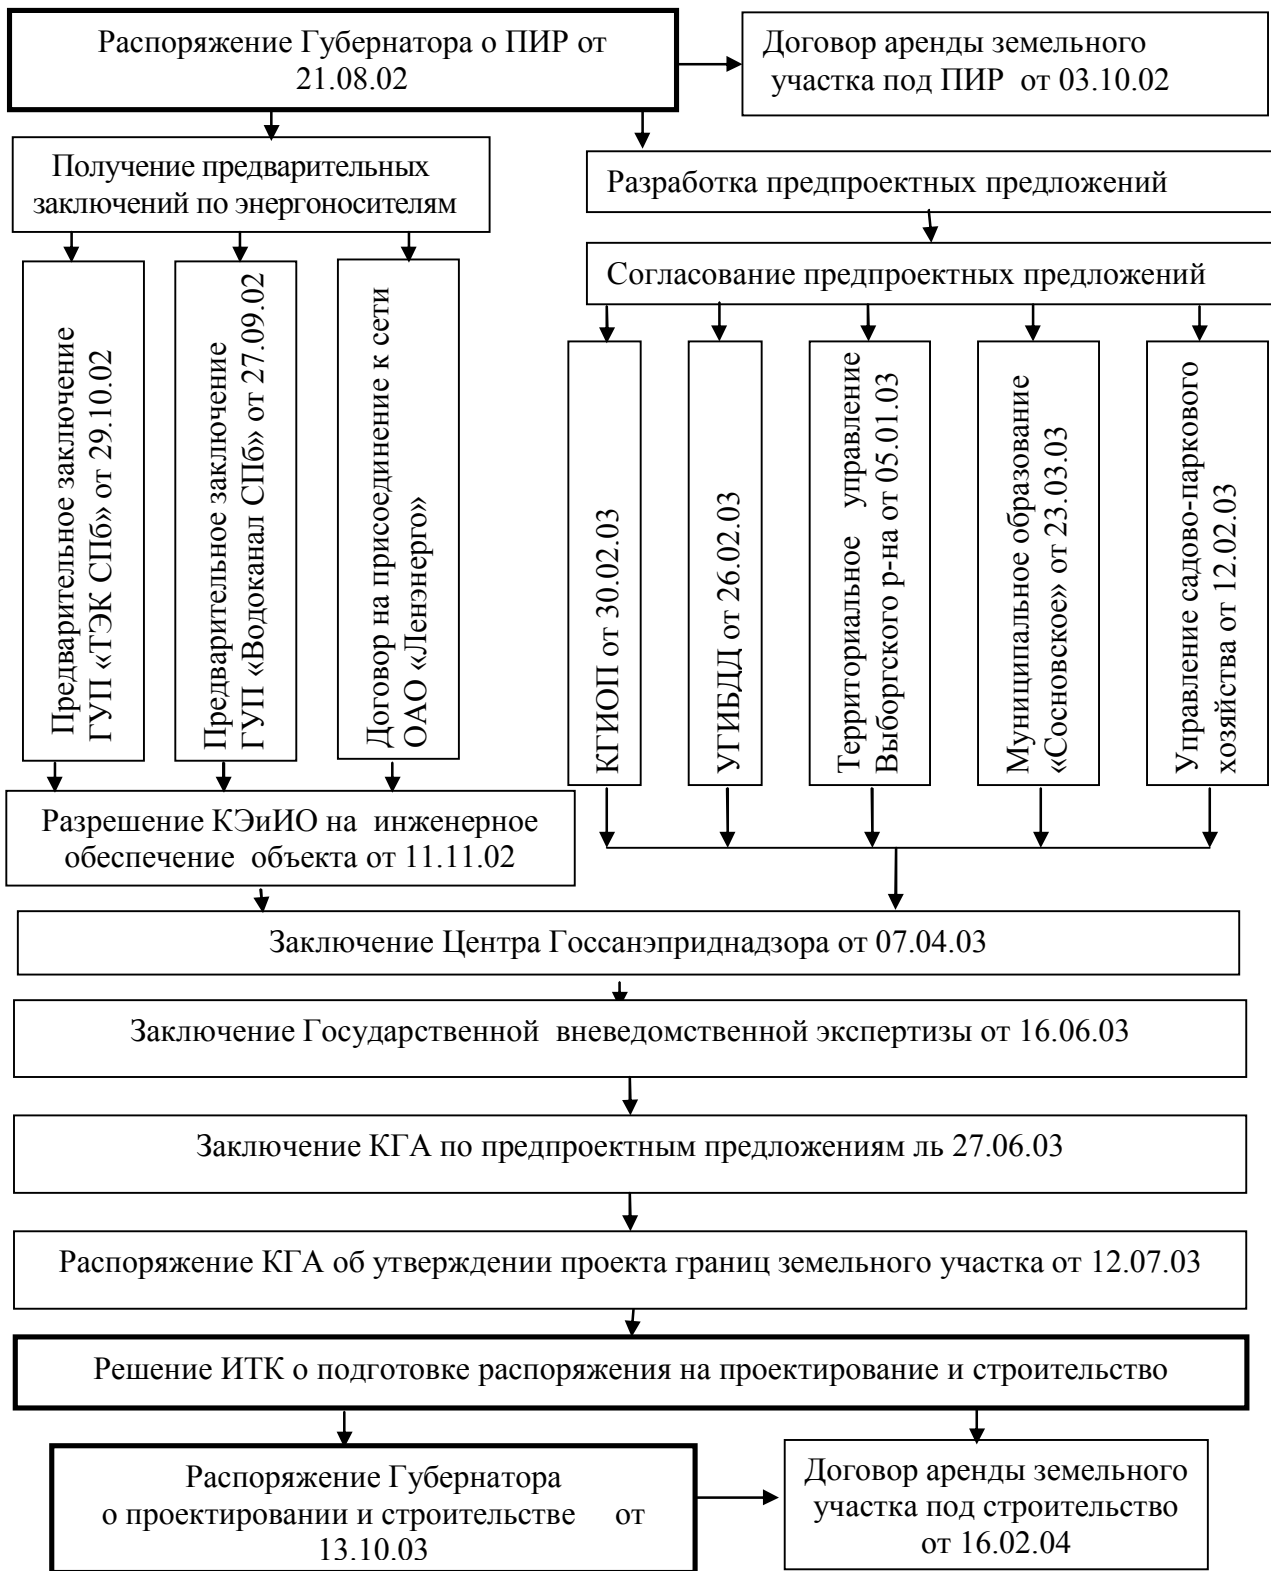 Распоряжение Губернатора о ПИР от
21.08.02
Договор аренды земельного
участка под ПИР от 03.10.02
Получение предварительных
заключений по энергоносителям
Разработка предпроектных предложений
Согласование предпроектных предложений
Предварительное заключение
ГУП «ТЭК СПб» от 29.10.02
Предварительное заключение
ГУП «Водоканал СПб» от 27.09.02
Договор на присоединение к сети
ОАО «Ленэнерго»
КГИОП от 30.02.03
УГИБДД от 26.02.03
Территориальное управление
Выборгского р-на от 05.01.03
Муниципальное образование
«Сосновское» от 23.03.03
Управление садово-паркового
хозяйства от 12.02.03
Разрешение КЭиИО на инженерное
обеспечение объекта от 11.11.02
Заключение Центра Госсанэприднадзора от 07.04.03
Заключение Государственной вневедомственной экспертизы от 16.06.03
Заключение КГА по предпроектным предложениям ль 27.06.03
Распоряжение КГА об утверждении проекта границ земельного участка от 12.07.03
Решение ИТК о подготовке распоряжения на проектирование и строительство
Распоряжение Губернатора
о проектировании и строительстве от
13.10.03
Договор аренды земельного
участка под строительство
от 16.02.04